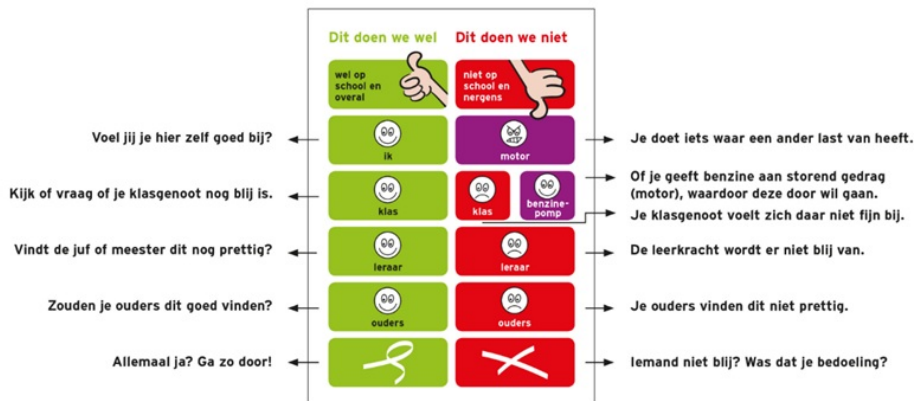 Dit doen we wel
Dit doen we niet
wel op
school en
overal
niet op
school en
nergens
Voel jij je hier zelf goed bij?
ik
motor
Je doet iets waar een ander last van heeft.
Kijk of vraag of je klasgenoot nog blij is.
klas
klas
benzine-
pomp
Of je geeft benzine aan storend gedrag
(motor), waardoor deze door wil gaan.
Je klasgenoot voelt zich daar niet fijn bij.
Vindt de juf of meester dit nog prettig?
leraar
leraar
De leerkracht wordt er niet blij van.
Zouden je ouders dit goed vinden?
ouders
ouders
Je ouders vinden dit niet prettig.
Allemaal ja? Ga zo door!
Iemand niet blij? Was dat je bedoeling?